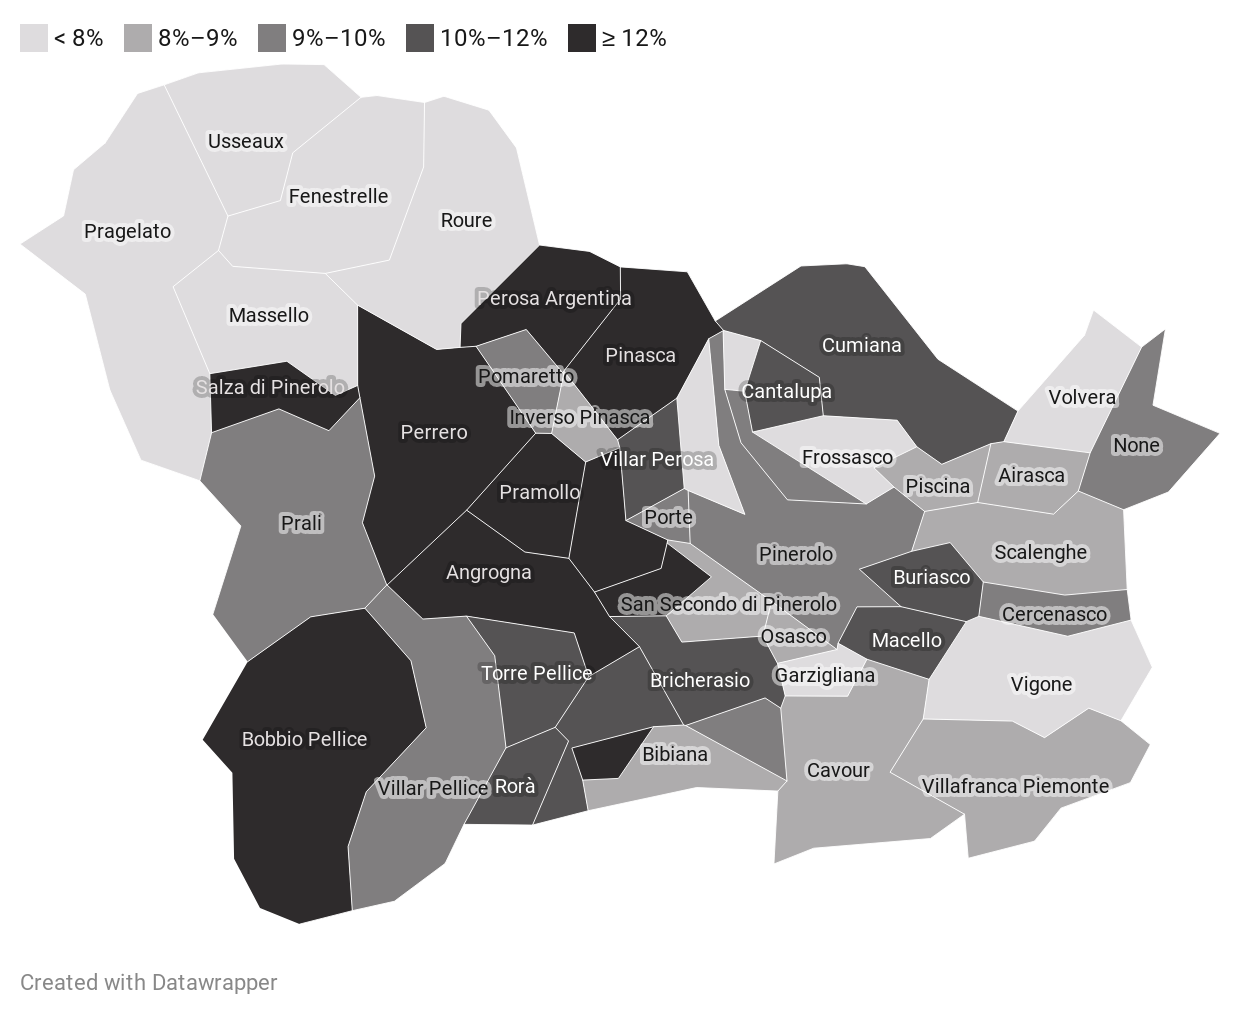 < 8% 8%–9% 9%–10% 10%–12% ≥ 12%
Usseaux
Fenestrelle
Roure
Pragelato
Perosa Argentina
Massello
Cumiana
Pinasca
Pomaretto
Salza di Pinerolo
Cantalupa
Volvera
Inverso Pinasca
Perrero
None
Villar Perosa
Frossasco
Airasca
Piscina
Pramollo
Porte
Prali
Scalenghe
Pinerolo
Angrogna
Buriasco
San Secondo di Pinerolo
Cercenasco
Osasco
Macello
Torre Pellice
Garzigliana
Bricherasio
Vigone
Bobbio Pellice
Bibiana
Cavour
Villar Pellice
Rorà
Villafranca Piemonte
Created with Datawrapper